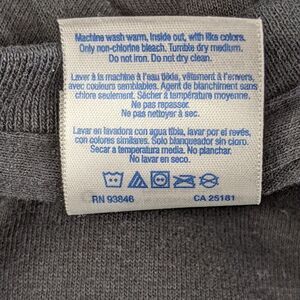 Machine wash warm, inside out, with like colors.
Only non-chlorine bleach. Tumble dry medium.
Do not iron. Do not dry clean.
Laver à la machine à l'eau tiède, vêtement à l'envers,
avec couleurs semblables. Agent de blanchiment sans
chlore seulement. Sécher à température moyenne.
Ne pas repasser.
Ne pas nettoyer à sec.
Lavar en lavadora con agua tibia, lavar por el revés,
con colores similares. Solo blanqueador sin cloro.
Secar a temperatura media. No planchar.
No lavar en seco.
RN 93846 CA 25181